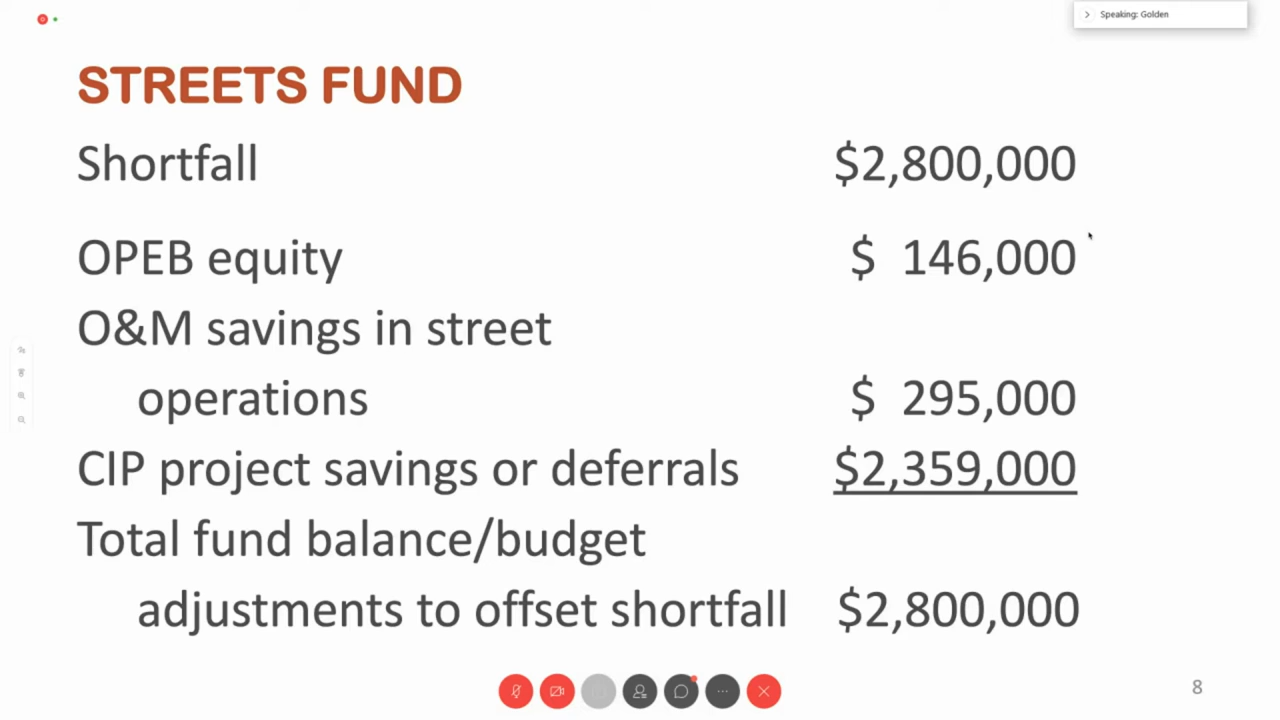 Speaking: Golden
STREETS FUND
Shortfall $2,800,000
OPEB equity $ 146,000
O&M savings in street
operations $ 295,000
CIP project savings or deferrals $2,359,000
Total fund balance/budget
adjustments to offset shortfall $2,800,000
8